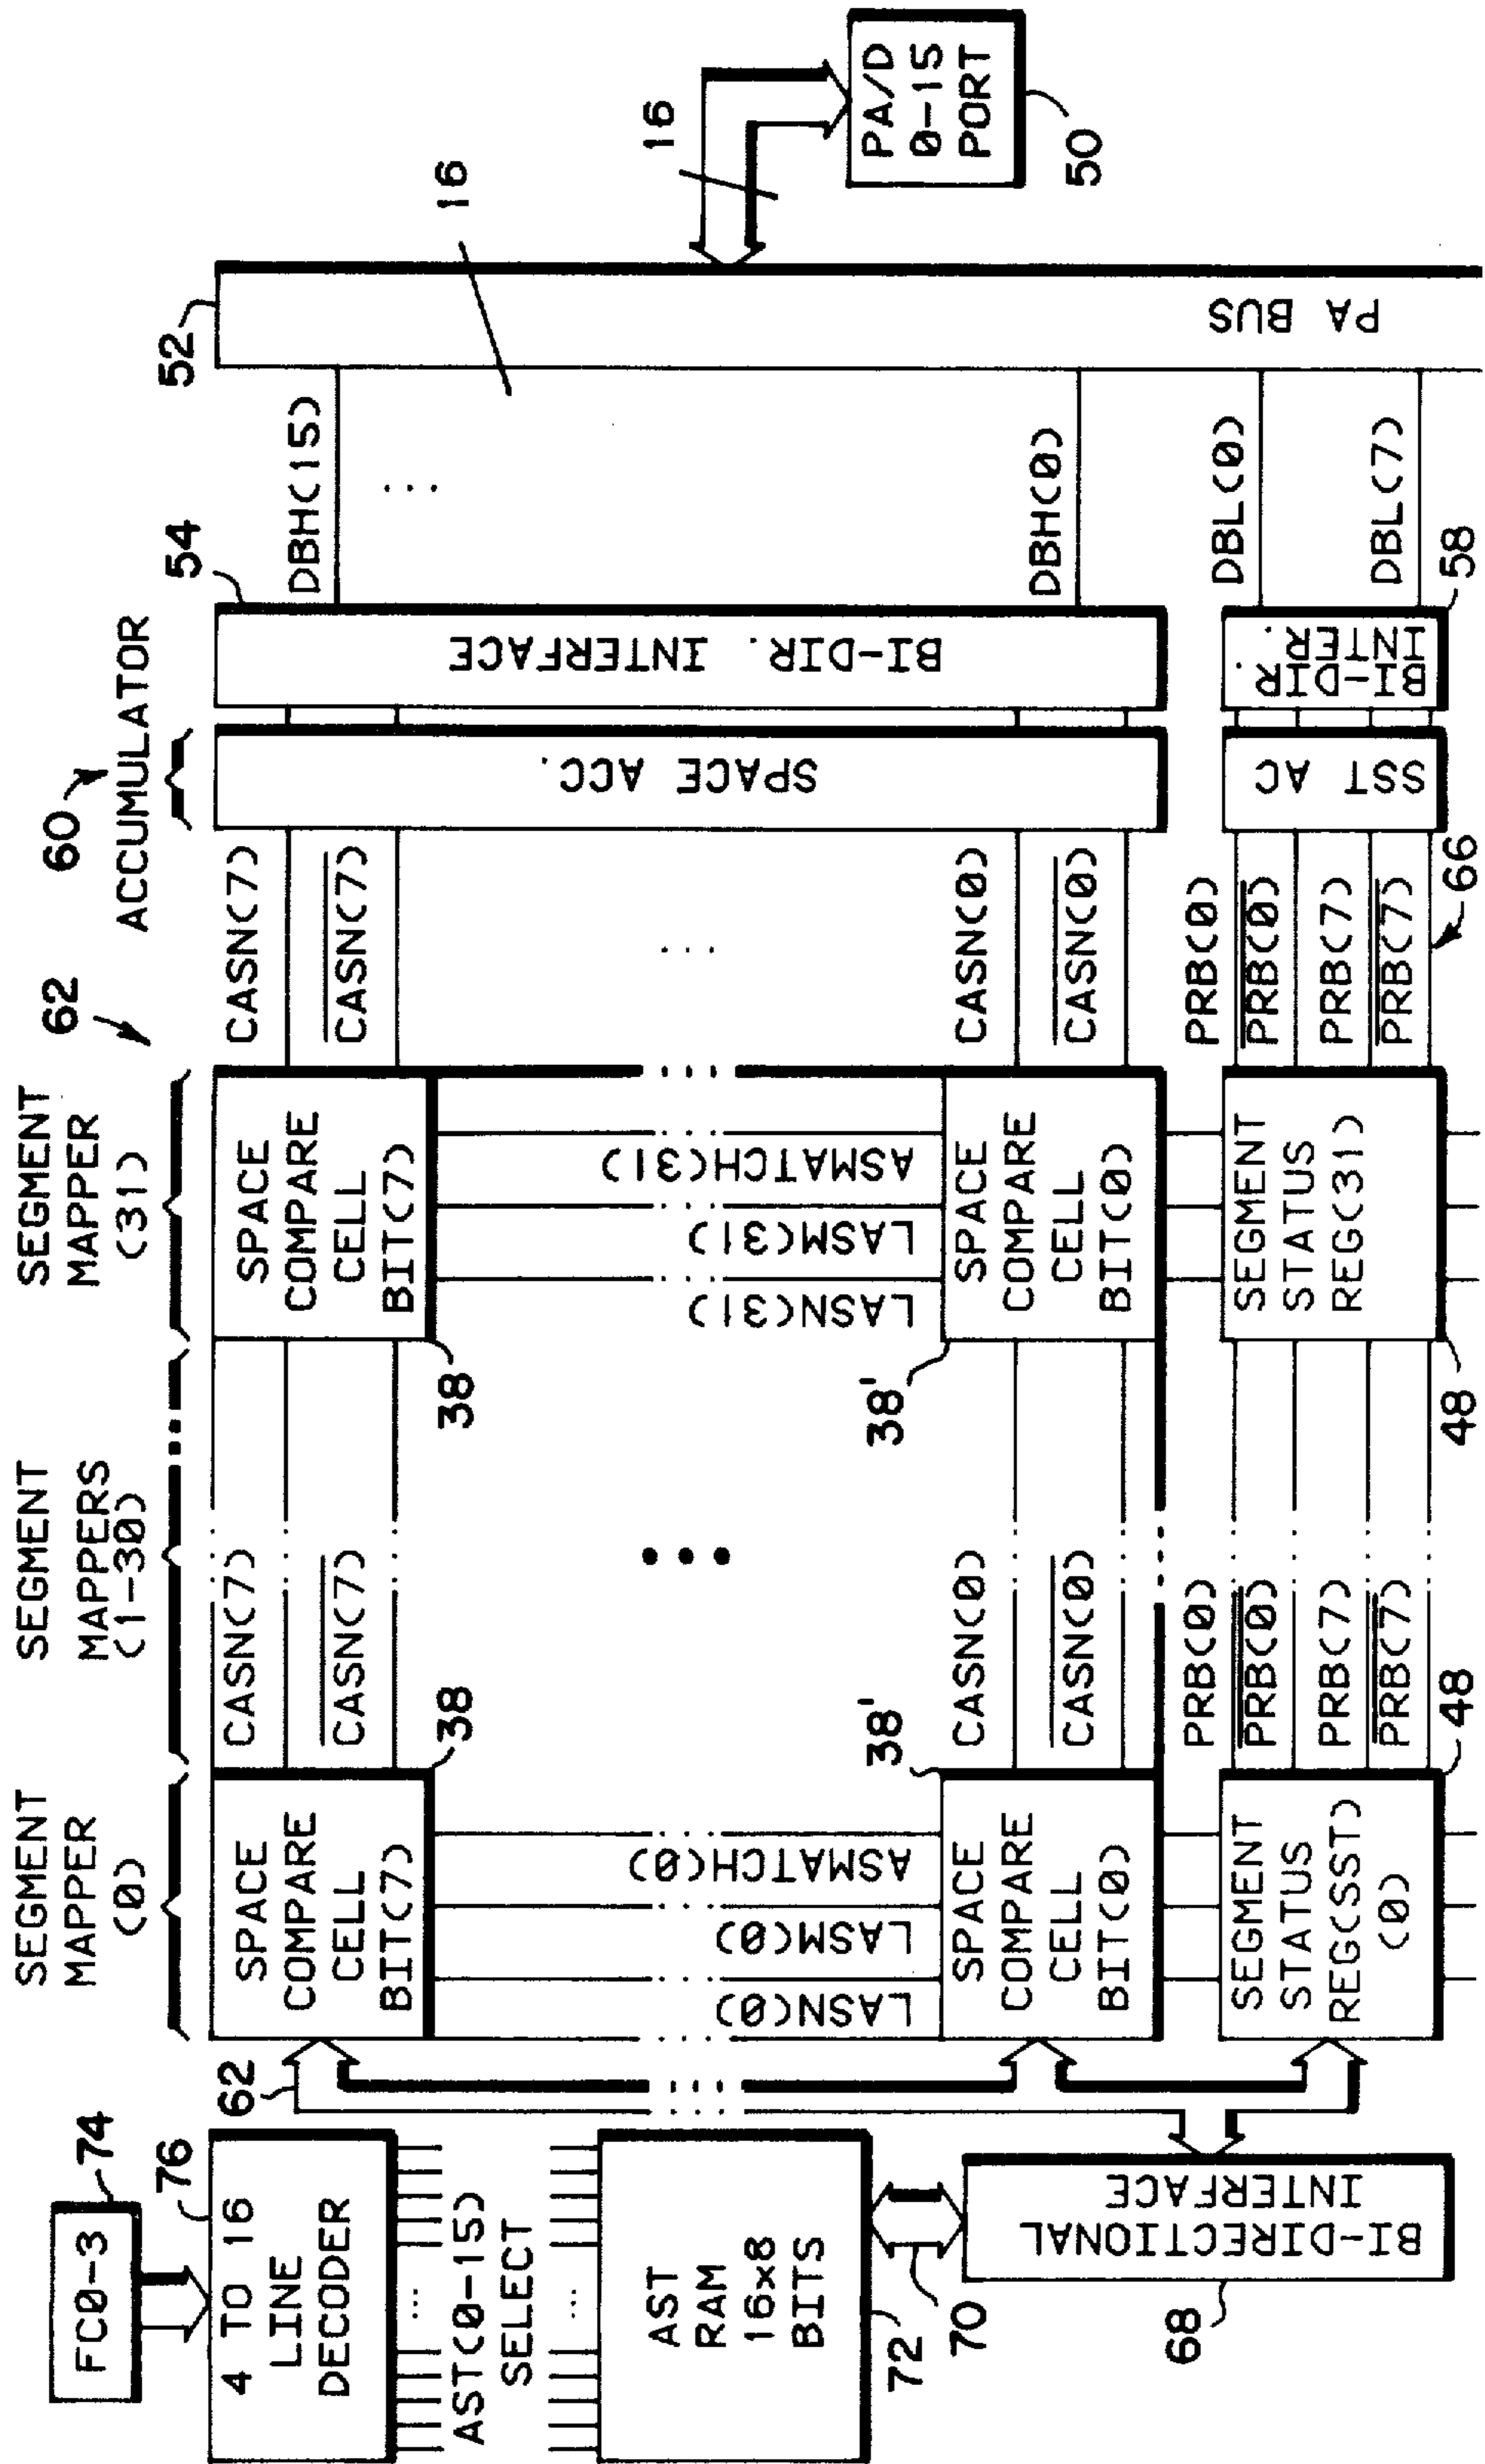 FC0-3
74
76
4 TO 16
LINE
DECODER
AST(0-15)
SELECT
AST
RAM
16x8
BITS
72
70
BI-DIRECTIONAL
INTERFACE
68
62
SEGMENT
MAPPER
(0)
SPACE
COMPARE
CELL
BIT(7)
38
LASN(0)
LASM(0)
ASMATCH(0)
SPACE
COMPARE
CELL
BIT(0)
38'
SEGMENT
STATUS
REG(SST)
(0)
48
SEGMENT
MAPPERS
(1-30)
CASN(7)
CASN(7)
CASN(0)
CASN(0)
PRB(0)
PRB(0)
PRB(7)
PRB(7)
SEGMENT
MAPPER
(31)
SPACE
COMPARE
CELL
BIT(7)
38
LASN(31)
LASM(31)
ASMATCH(31)
SPACE
COMPARE
CELL
BIT(0)
38'
SEGMENT
STATUS
REG(31)
48
62
CASN(7)
CASN(7)
CASN(0)
CASN(0)
PRB(0)
PRB(0)
PRB(7)
PRB(7)
66
60
ACCUMULATOR
SPACE ACC.
SST AC
54
BI-DIR. INTERFACE
BI-DIR.
INTER.
58
DBH(15)
DBH(0)
DBL(0)
DBL(7)
52
16
PA BUS
16
PA/D
0-15
PORT
50